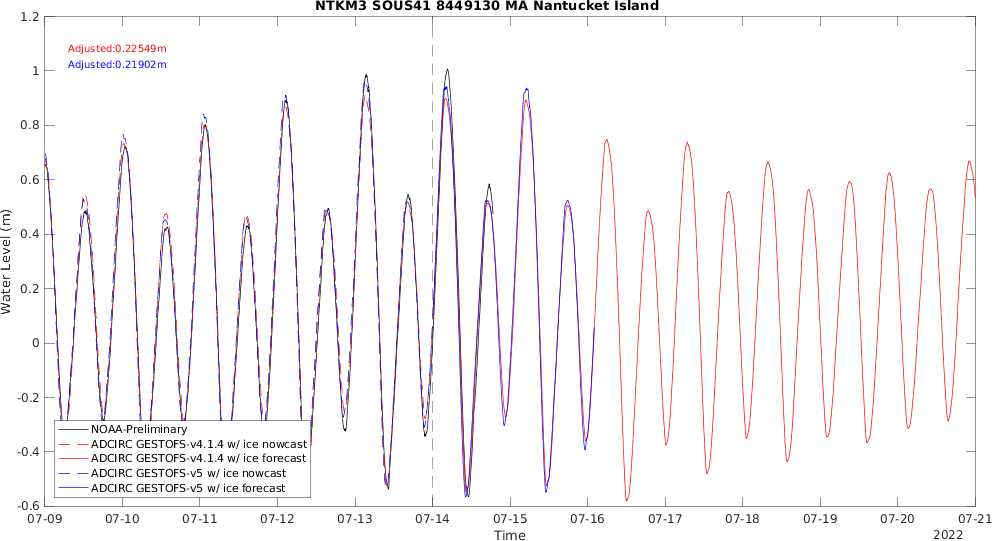 NTKM3 SOUS41 8449130 MA Nantucket Island
Adjusted:0.22549m
Adjusted:0.21902m
1.2
1
0.8
0.6
0.4
0.2
0
-0.2
-0.4
-0.6
Water Level (m)
NOAA-Preliminary
ADCIRC GESTOFS-v4.1.4 w/ ice nowcast
ADCIRC GESTOFS-v4.1.4 w/ ice forecast
ADCIRC GESTOFS-v5 w/ ice nowcast
ADCIRC GESTOFS-v5 w/ ice forecast
07-09 07-10 07-11 07-12 07-13 07-14 07-15 07-16 07-17 07-18 07-19 07-20 07-21
Time
2022